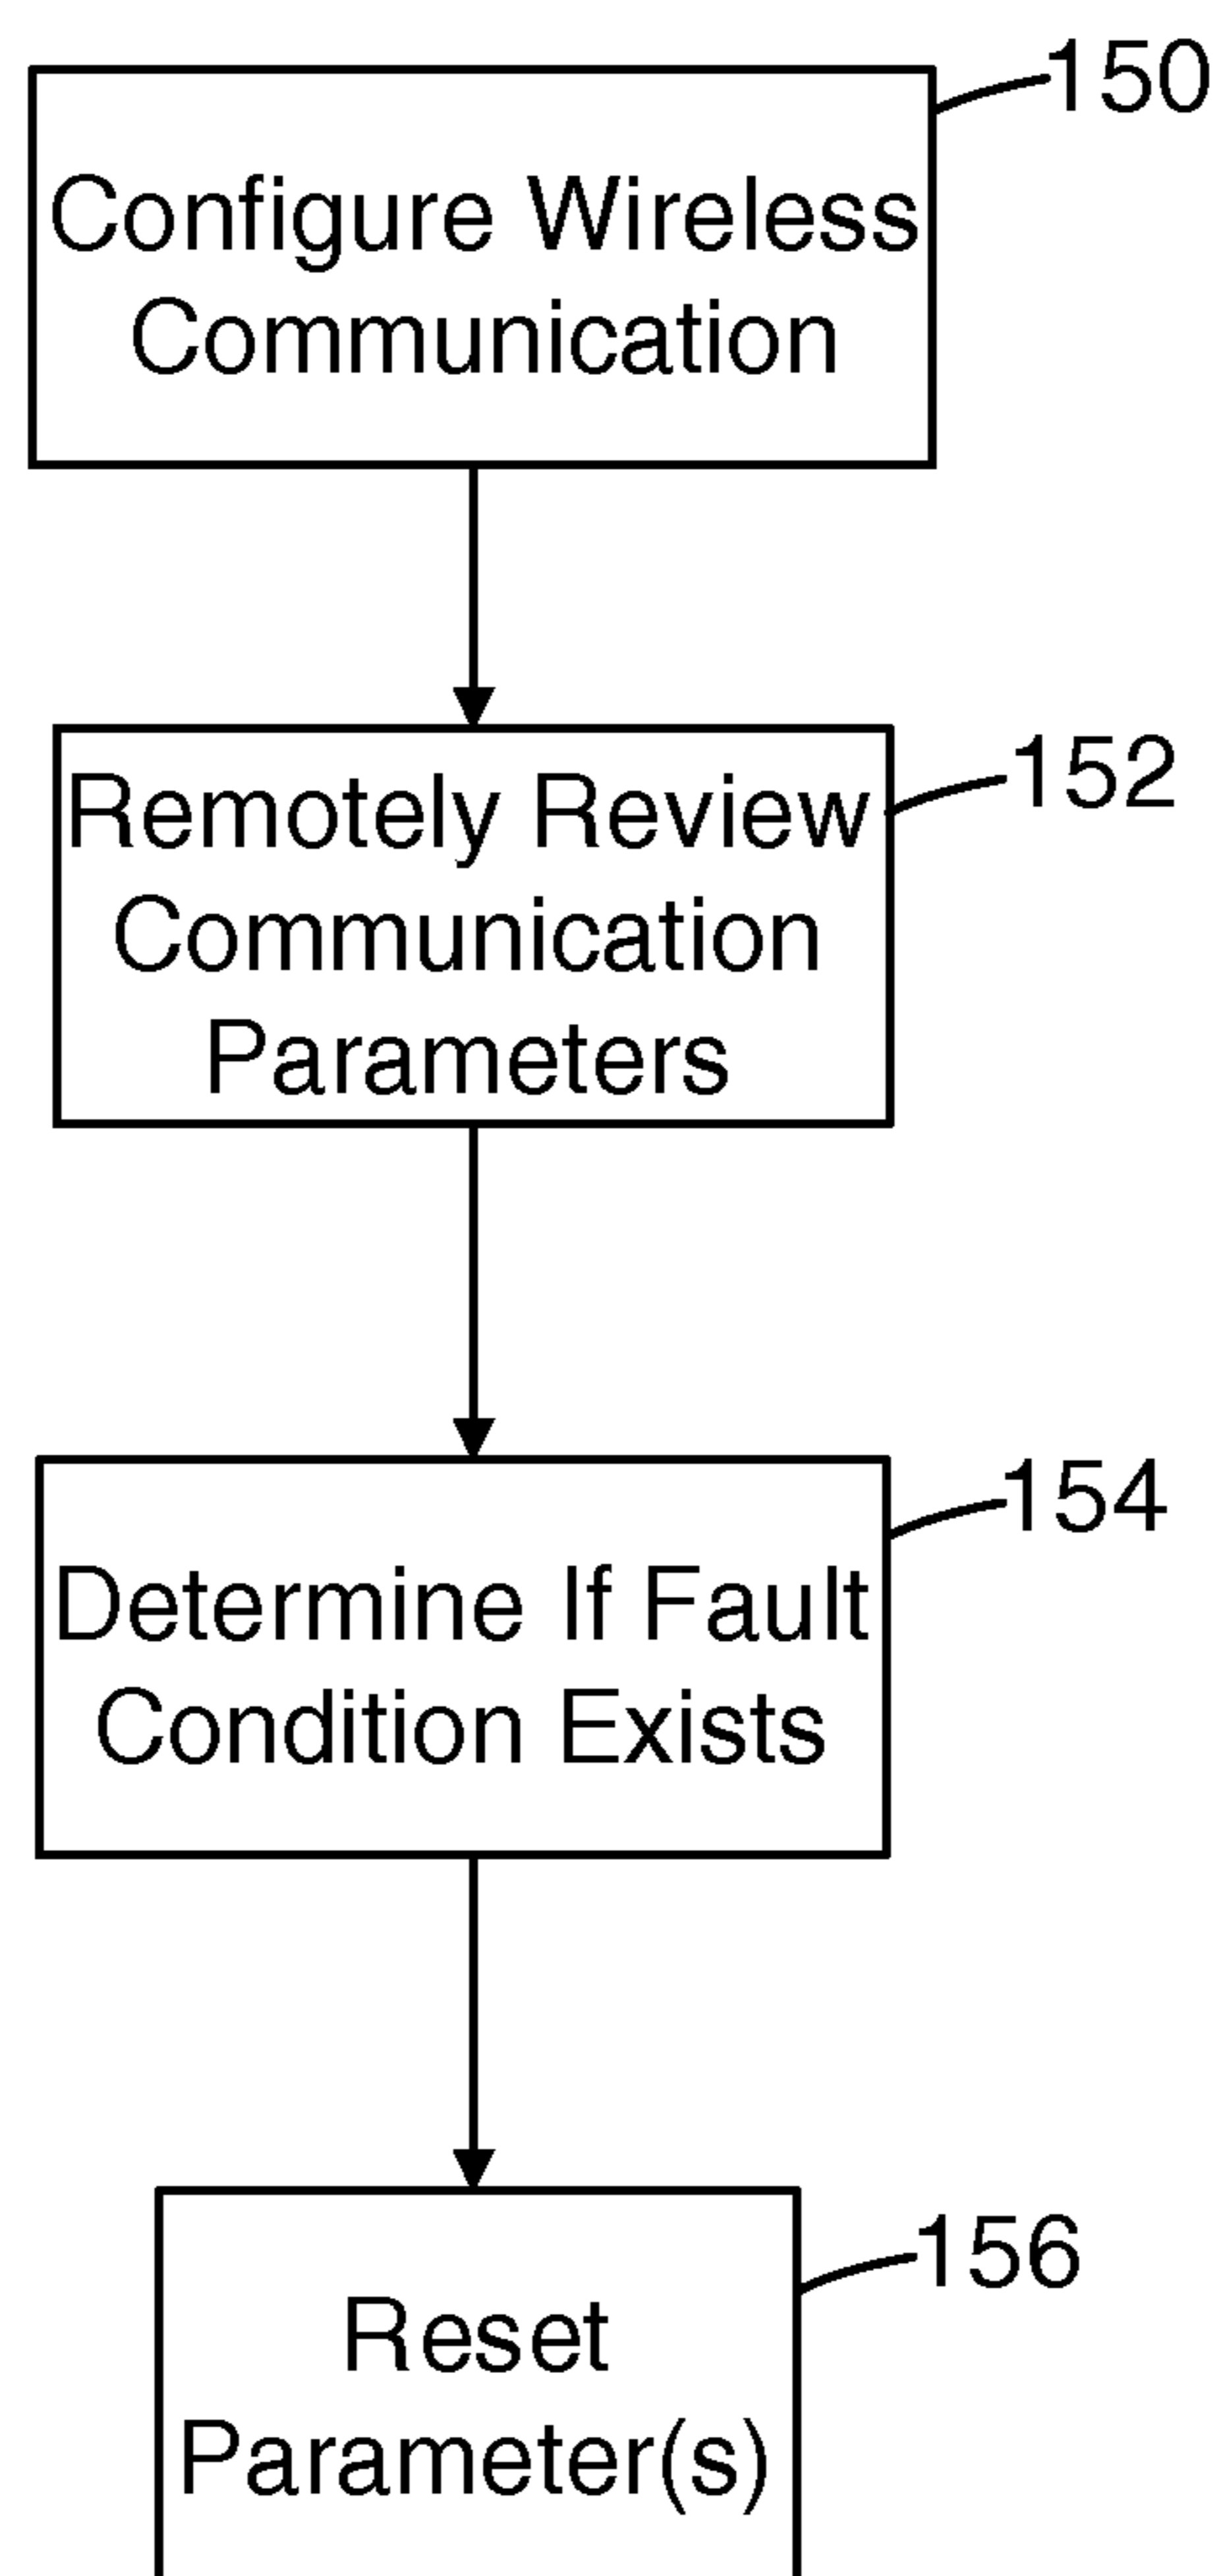 150
Configure Wireless
Communication
152
Remotely Review
Communication
Parameters
154
Determine If Fault
Condition Exists
156
Reset
Parameter(s)